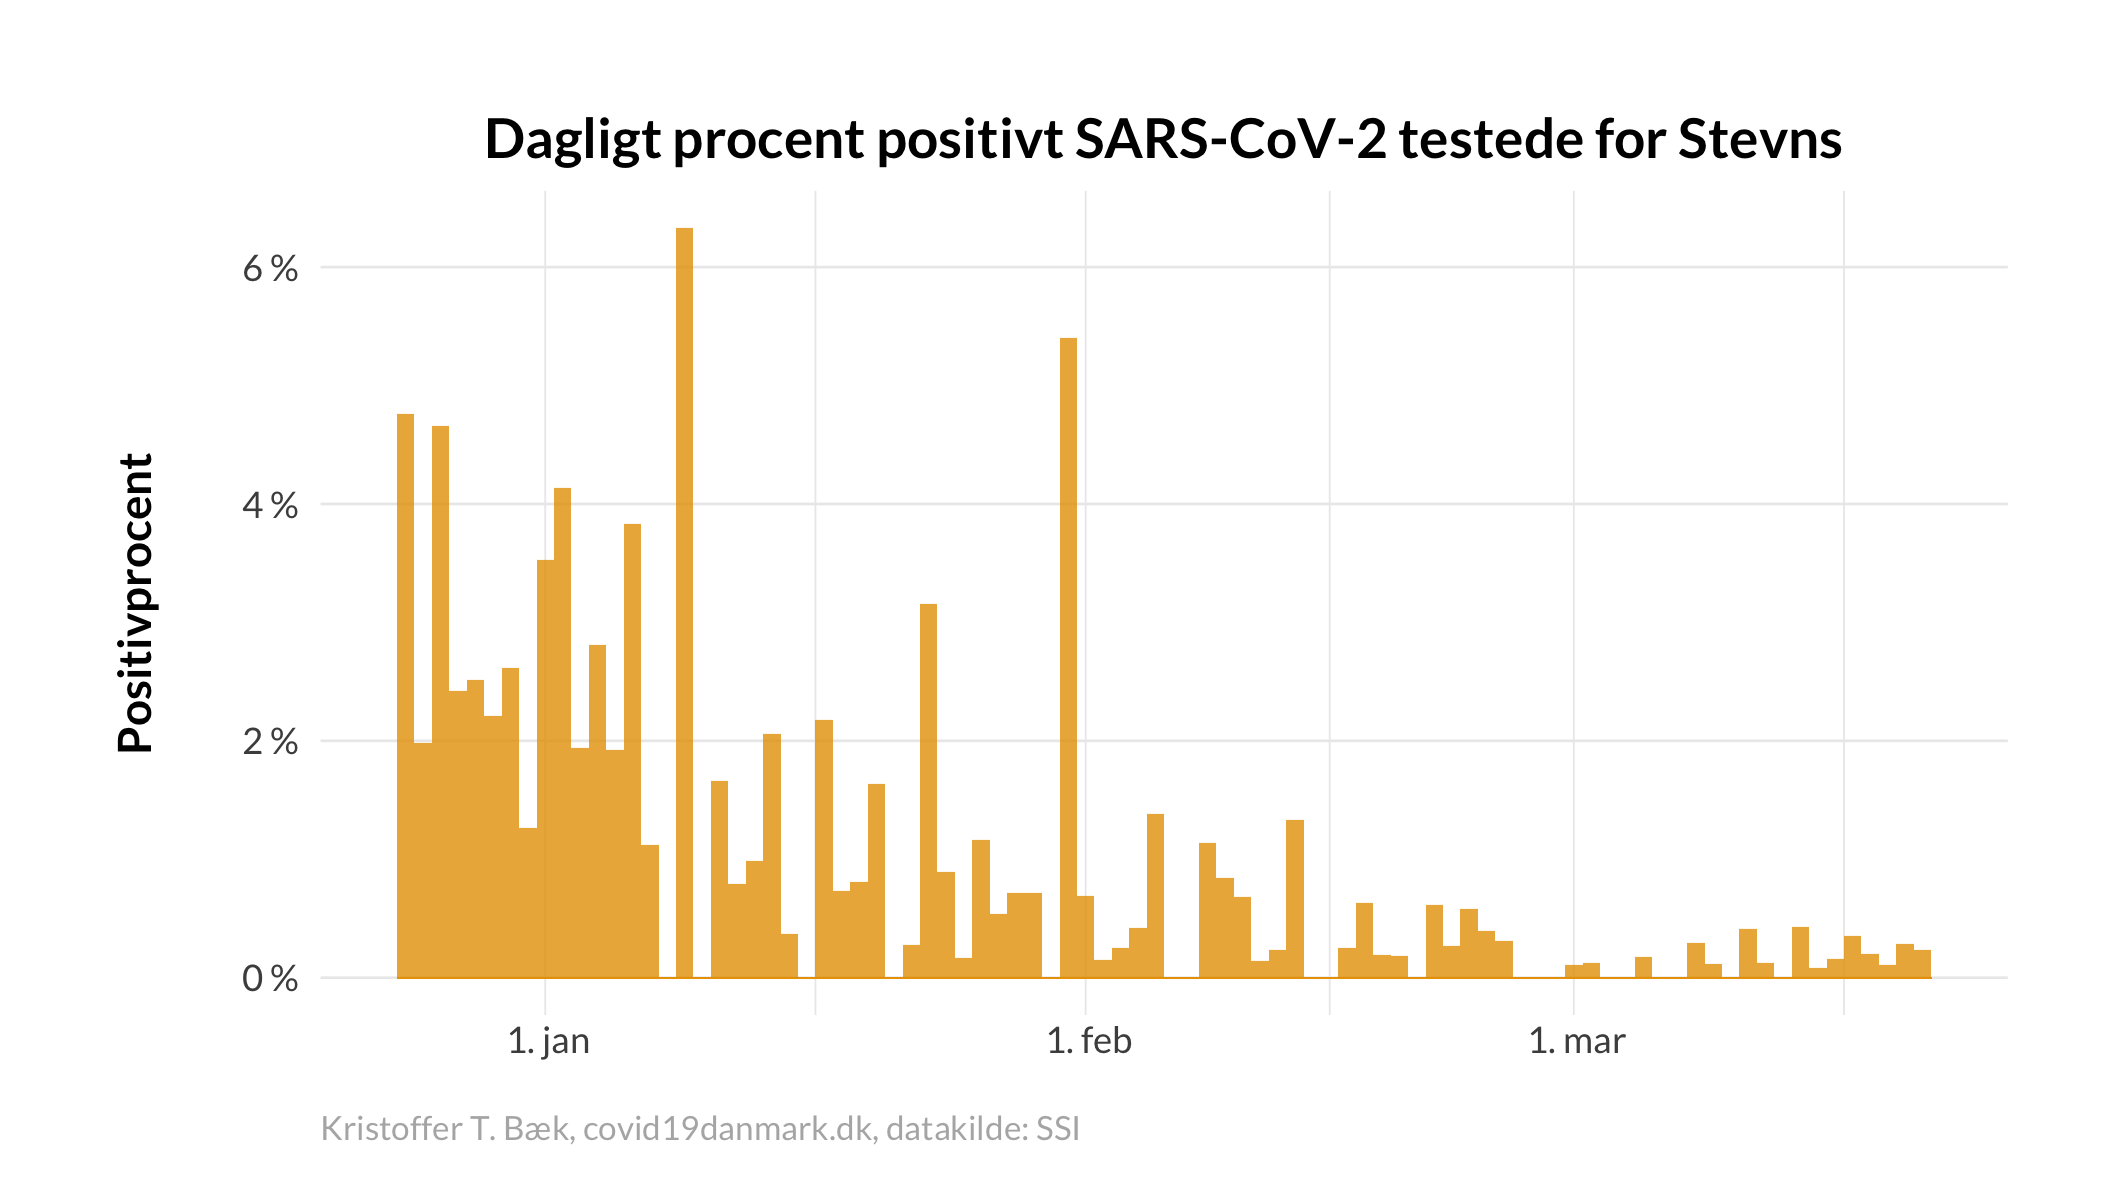 Dagligt procent positivt SARS-CoV-2 testede for Stevns
Positivprocent
6 %
4 %
2 %
0 %
1. jan
1. feb
1. mar
Kristoffer T. Bæk, covid19danmark.dk, datakilde: SSI